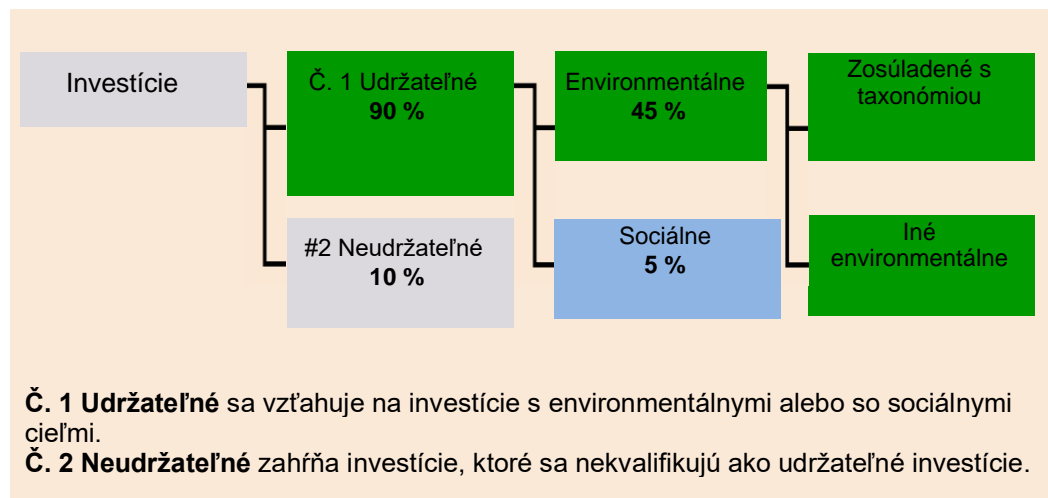 Investície
Č. 1 Udržateľné
90 %
Environmentálne
45 %
Zosúladené s
taxonómiou
#2 Neudržateľné
10 %
Sociálne
5 %
Iné
environmentálne
Č. 1 Udržateľné sa vzťahuje na investície s environmentálnymi alebo so sociálnymi
cieľmi.
Č. 2 Neudržateľné zahŕňa investície, ktoré sa nekvalifikujú ako udržateľné investície.